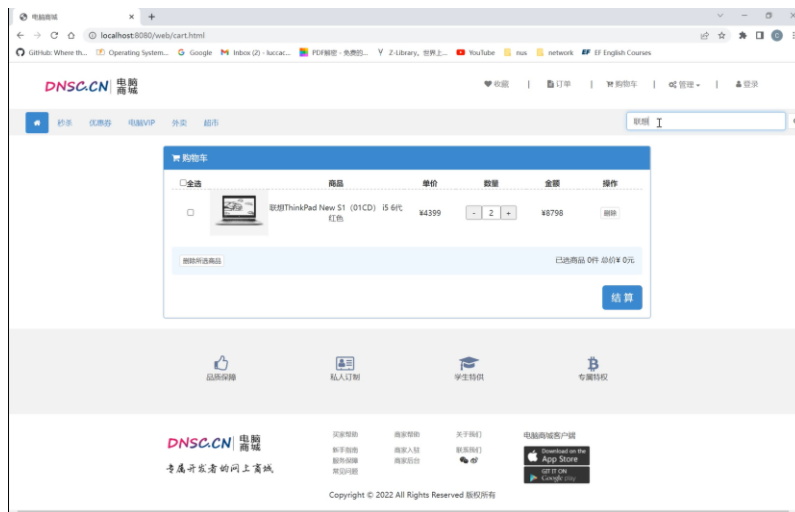 电脑商城
localhost:8080/web/cart.html
GitHub: Where th... Operating System... Google Inbox (2) - luccac... PDF解密 - 免费的... Z-Library。世界上... YouTube nus network EF English Courses
DNSC.CN 电脑商城
收藏 | 订单 | 购物车 | 管理 | 登录
秒杀 优惠券 电脑VIP 外卖 超市
联想
购物车
全选 商品 单价 数量 金额 操作
联想ThinkPad New S1（01CD） i5 6代
红色
¥4399 - 2 + ¥8798 删除
删除所选商品
已选商品 0件 总价¥ 0元
结 算
品质保障 私人订制 学生特供 专属特权
DNSC.CN 电脑商城
专属开发者的网上商城
买家帮助 商家帮助 关于我们 电脑商城客户端
新手指南 商家入驻 联系我们
服务保障 商家后台
常见问题
Download on the
App Store
GET IT ON
Google play
Copyright © 2022 All Rights Reserved 版权所有